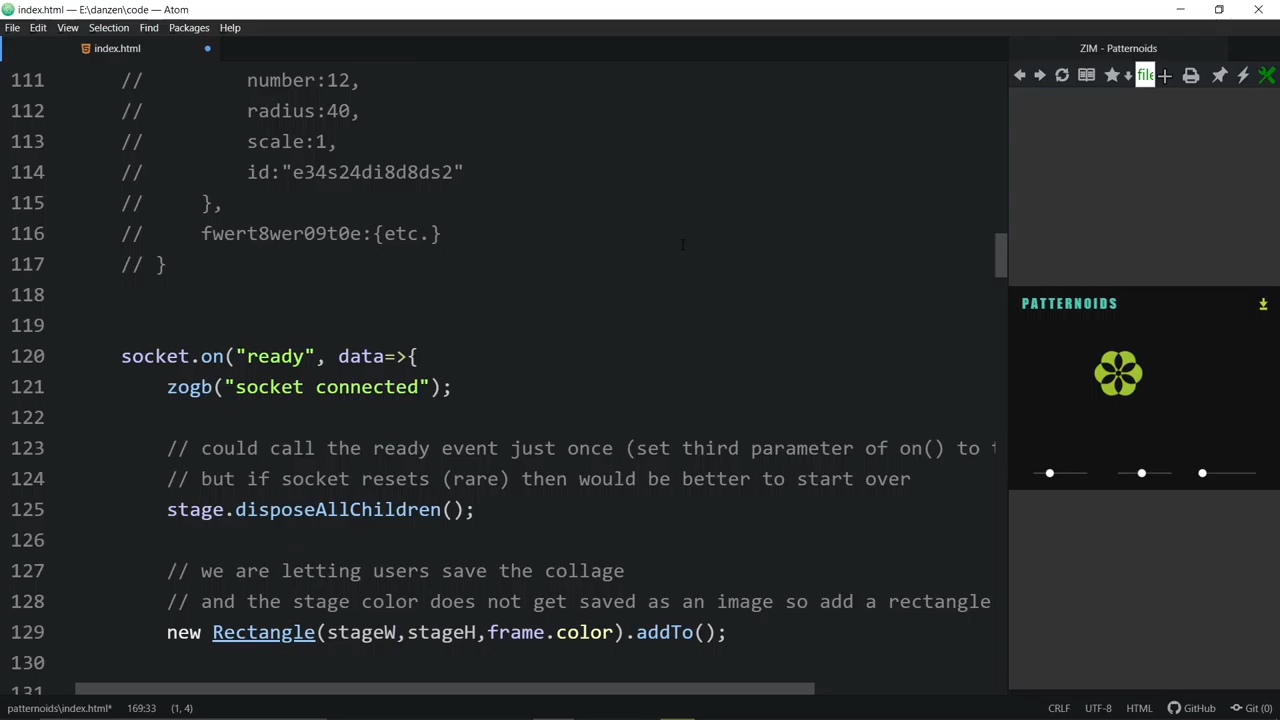 index.html — E:\danzen\code — Atom
File Edit View Selection Find Packages Help
index.html
ZIM - Patternoids
file
111 // number:12,
112 // radius:40,
113 // scale:1,
114 // id:"e34s24di8d8ds2"
115 // },
116 // fwert8wer09t0e:{etc.}
117 // }
118
119
120 socket.on("ready", data=>{
121 zogb("socket connected");
122
123 // could call the ready event just once (set third parameter of on() to t
124 // but if socket resets (rare) then would be better to start over
125 stage.disposeAllChildren();
126
127 // we are letting users save the collage
128 // and the stage color does not get saved as an image so add a rectangle
129 new Rectangle(stageW,stageH,frame.color).addTo();
130
131
PATTERNOIDS
patternoids\index.html* 169:33 (1, 4)
CRLF UTF-8 HTML GitHub Git (0)